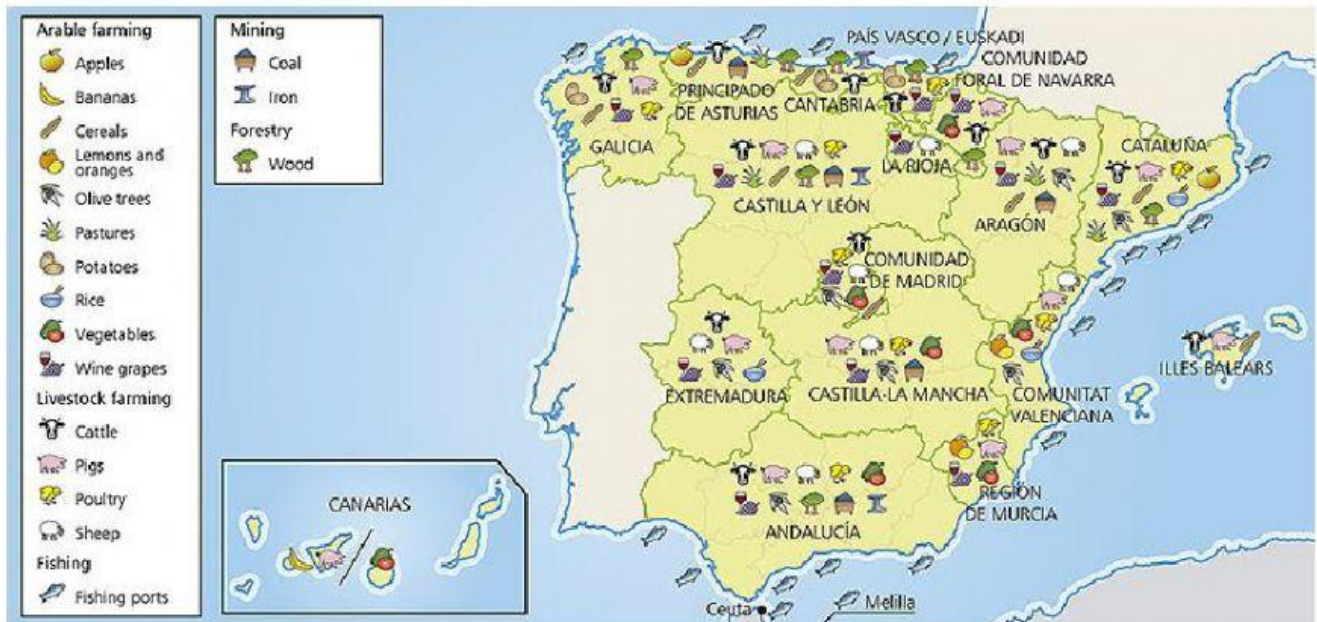 Arable farming
Apples
Bananas
Cereals
Lemons and
oranges
Olive trees
Pastures
Potatoes
Rice
Vegetables
Wine grapes
Livestock farming
Cattle
Pigs
Poultry
Sheep
Fishing
Fishing ports
Mining
Coal
Iron
Forestry
Wood
PAÍS VASCO / EUSKADI
COMUNIDAD
FORAL DE NAVARRA
PRINCIPADO
DE ASTURIAS
CANTABRIA
GALICIA
LA RIOJA
CATALUÑA
CASTILLA Y LEÓN
ARAGÓN
COMUNIDAD
DE MADRID
ILLES BALEARS
EXTREMADURA
CASTILLA-LA MANCHA
COMUNITAT
VALENCIANA
REGIÓN
DE MURCIA
ANDALUCÍA
CANARIAS
Ceuta
Melilla